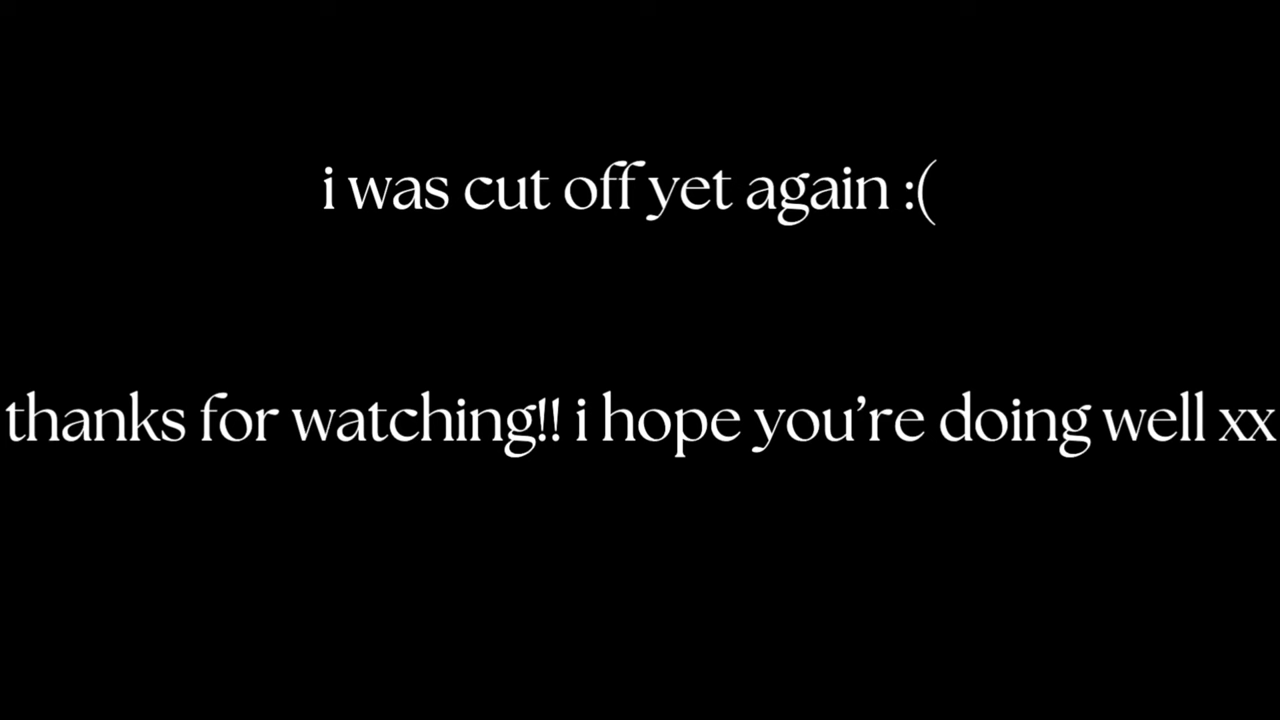 i was cut off yet again :(
thanks for watching!! i hope you’re doing well xx